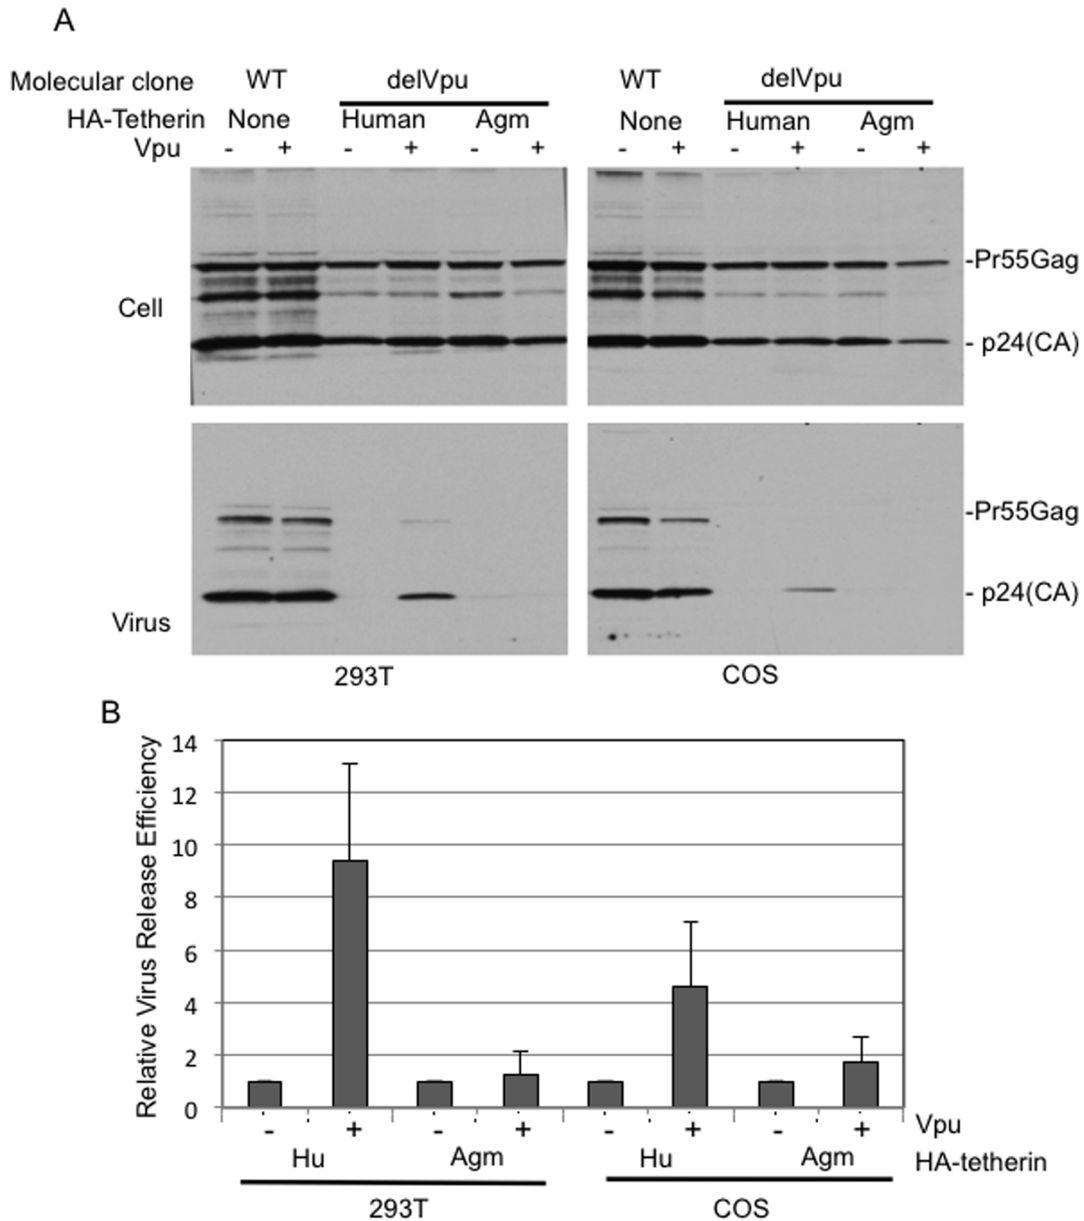 A
Molecular clone WT delVpu WT delVpu
HA-Tetherin None Human Agm None Human Agm
Vpu - + - + - + - + - + - +
Cell
-Pr55Gag
- p24(CA)
Virus
-Pr55Gag
- p24(CA)
293T COS
B
Relative Virus Release Efficiency
14
12
10
8
6
4
2
0
- + - + - + - + Vpu
Hu Agm Hu Agm HA-tetherin
293T COS